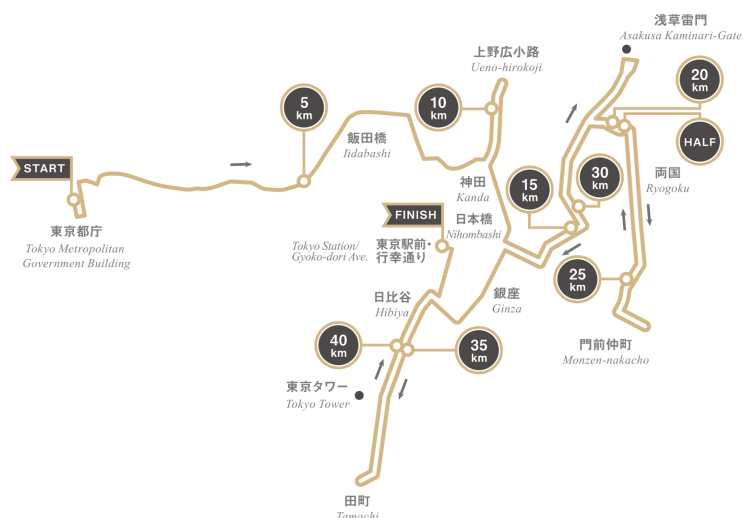 浅草雷門
Asakusa Kaminari-Gate
上野広小路
Ueno-hirokoji
20
km
5
km
10
km
飯田橋
Iidabashi
HALF
START
神田
Kanda
15
km
30
km
両国
Ryogoku
FINISH
日本橋
Nihombashi
東京都庁
Tokyo Metropolitan
Government Building
Tokyo Station/
Gyoko-dori Ave.
東京駅前・
行幸通り
25
km
日比谷
Hibiya
銀座
Ginza
門前仲町
Monzen-nakacho
40
km
35
km
東京タワー
Tokyo Tower
田町
Tamachi